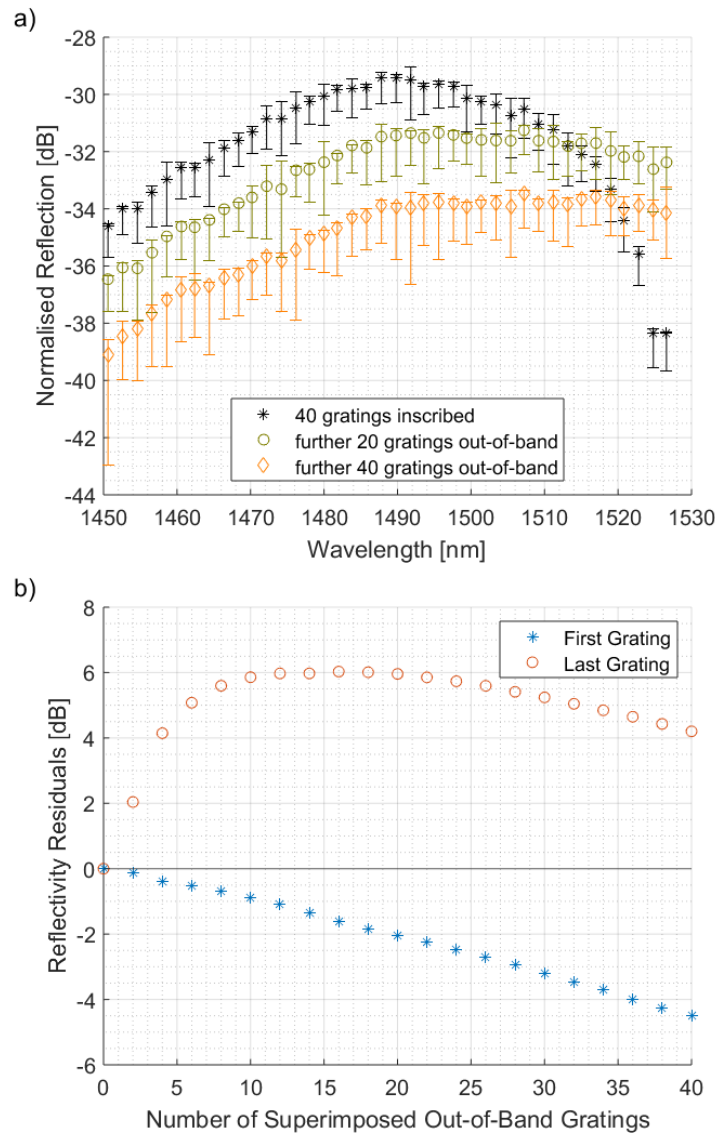 a)
-28
-30
-32
-34
-36
-38
-40
-42
-44
Normalised Reflection [dB]
40 gratings inscribed
further 20 gratings out-of-band
further 40 gratings out-of-band
1450 1460 1470 1480 1490 1500 1510 1520 1530
Wavelength [nm]
b)
8
6
4
2
0
-2
-4
-6
Reflectivity Residuals [dB]
First Grating
Last Grating
0 5 10 15 20 25 30 35 40
Number of Superimposed Out-of-Band Gratings